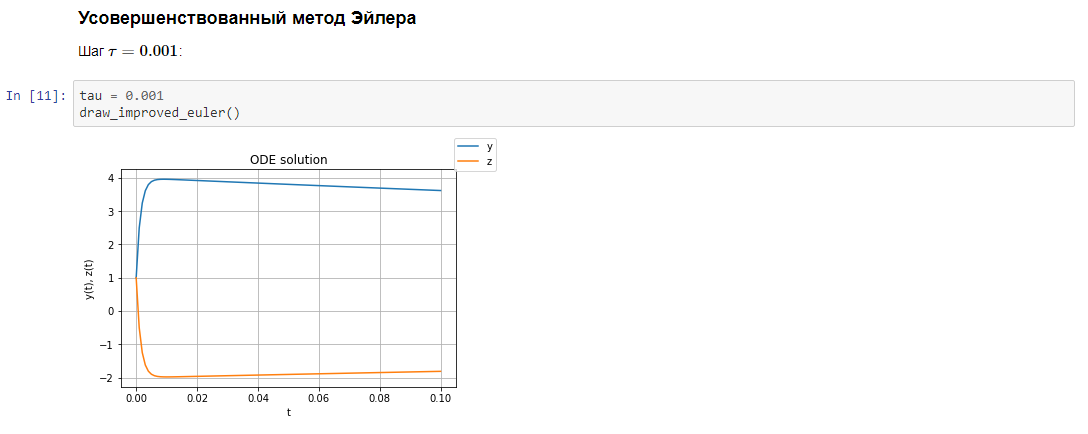 Усовершенствованный метод Эйлера
Шаг τ = 0.001:
In [11]:
tau = 0.001
draw_improved_euler()
y
z
ODE solution
4
3
2
1
0
−1
−2
y(t), z(t)
0.00 0.02 0.04 0.06 0.08 0.10
t